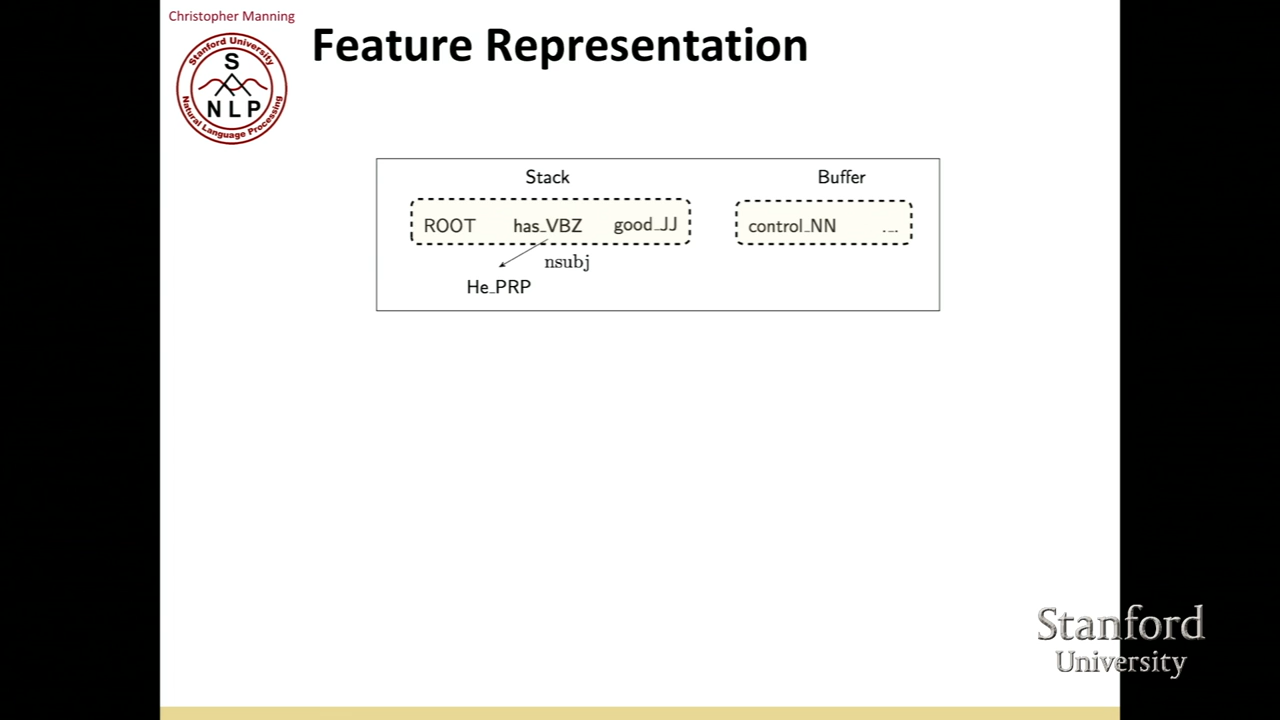 Christopher Manning
Feature Representation
Stanford University
S
NLP
Natural Language Processing
Stack
Buffer
ROOT has_VBZ good_JJ
control_NN ...
nsubj
He_PRP
Stanford
University